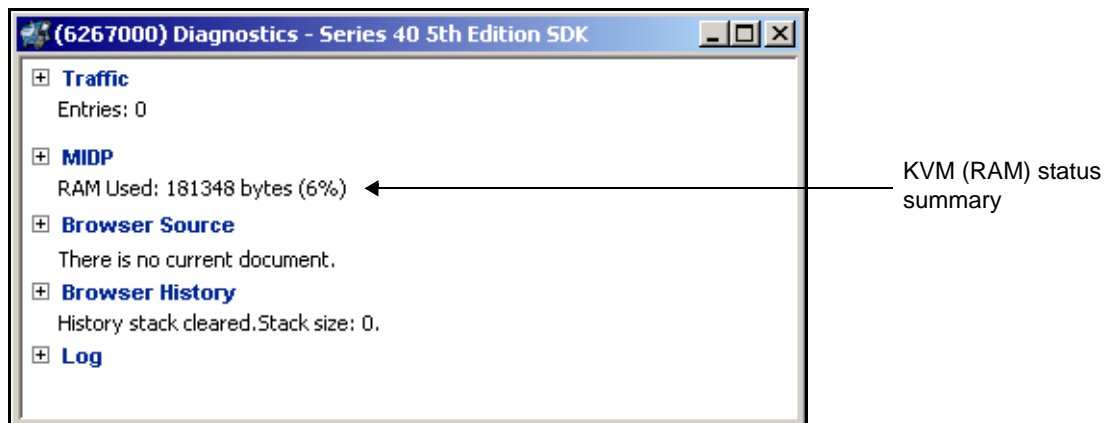 (6267000) Diagnostics - Series 40 5th Edition SDK
Traffic
Entries: 0
MIDP
RAM Used: 181348 bytes (6%)
KVM (RAM) status
summary
Browser Source
There is no current document.
Browser History
History stack cleared.Stack size: 0.
Log